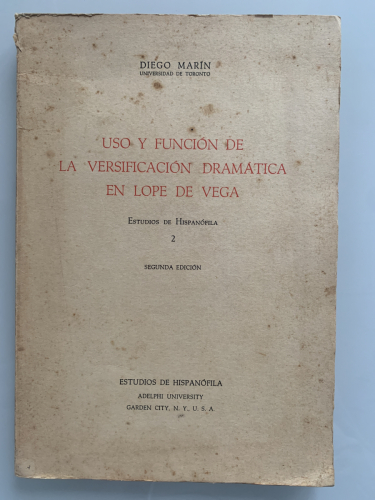 DIEGO MARÍN
UNIVERSIDAD DE TORONTO
USO Y FUNCIÓN DE
LA VERSIFICACIÓN DRAMÁTICA
EN LOPE DE VEGA
ESTUDIOS DE HISPANÓFILA
2
SEGUNDA EDICIÓN
ESTUDIOS DE HISPANÓFILA
ADELPHI UNIVERSITY
GARDEN CITY, N. Y., U. S. A.